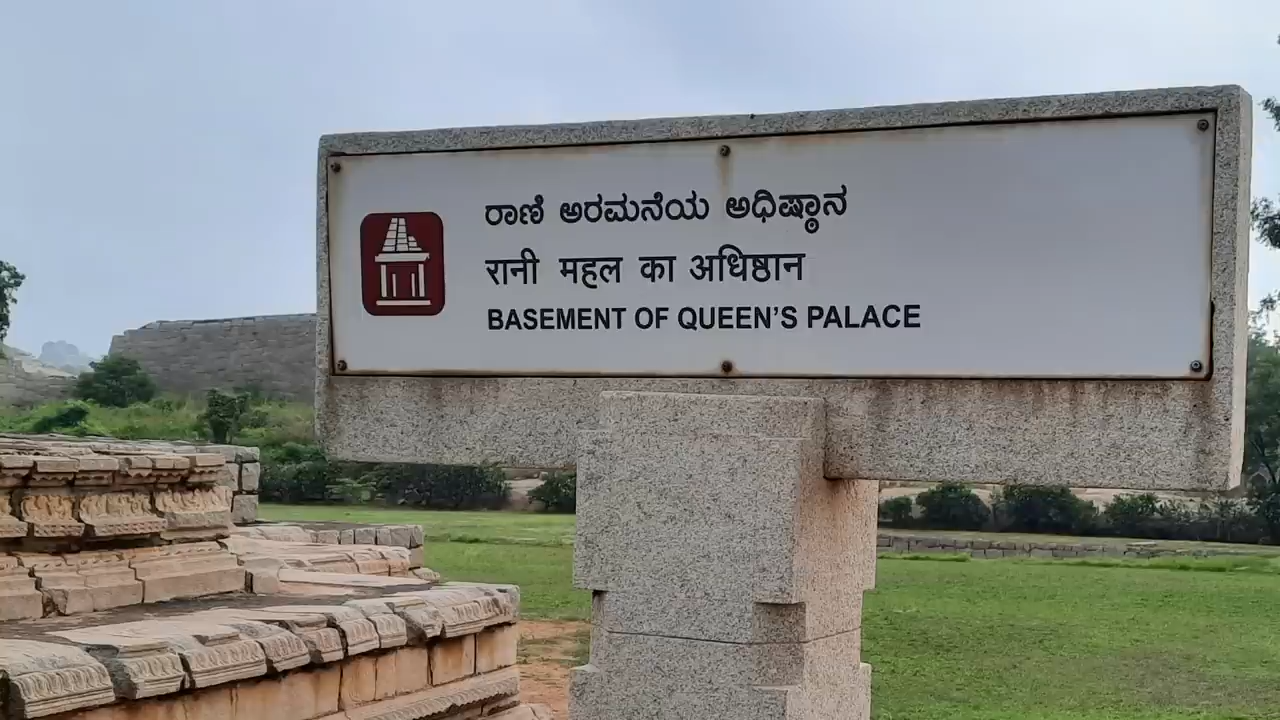 ರಾಣಿ ಅರಮನೆಯ ಅಧಿಷ್ಠಾನ
रानी महल का अधिष्ठान
BASEMENT OF QUEEN'S PALACE